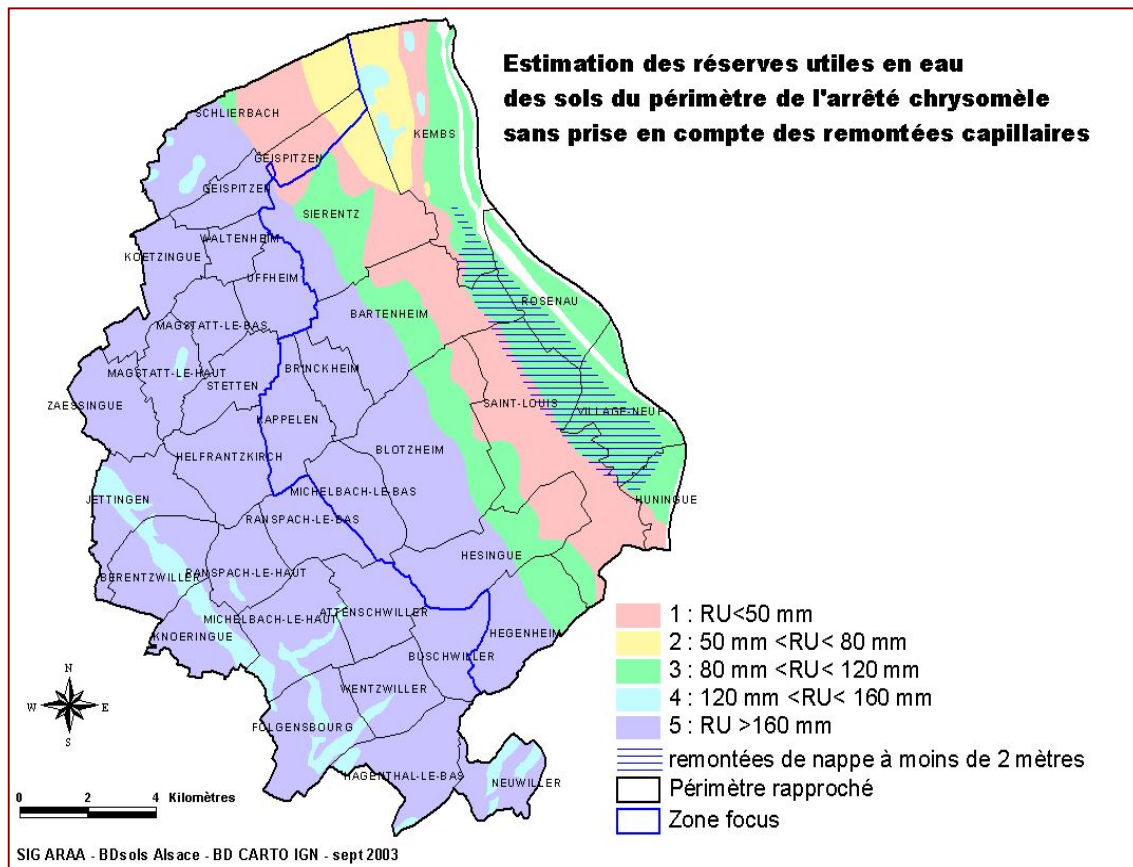 Estimation des réserves utiles en eau
des sols du périmètre de l'arrêté chrysomèle
sans prise en compte des remontées capillaires
SCHLIERBACH
KEMBS
GEISPITZEN
GEISPITZEN
SIERENTZ
WALTENHEIM
KOETZINGUE
UFFHEIM
ROSENAU
BARTENHEIM
MAGSTATT-LE-BAS
MAGSTATT-LE-HAUT
BRINCKHEIM
STETTEN
ZAESSINGUE
SAINT-LOUIS
VILLAGE-NEUF
KAPPELEN
BLOTZHEIM
HELFRANTZKIRCH
JETTINGEN
MICHELBACH-LE-BAS
HUNINGUE
RANSPACH-LE-BAS
HESINGUE
BERENTZWILLER
RANSPACH-LE-HAUT
MICHELBACH-LE-HAUT
ATTENSCHWILLER
KNOERINGUE
HEGENHEIM
BUSCHWILLER
WENTZWILLER
FOLGENSBOURG
HAGENTHAL-LE-BAS
NEUWILLER
1 : RU<50 mm
2 : 50 mm <RU< 80 mm
3 : 80 mm <RU< 120 mm
4 : 120 mm <RU< 160 mm
5 : RU >160 mm
remontées de nappe à moins de 2 mètres
Périmètre rapproché
Zone focus
N
W E
S
0 2 4 Kilomètres
SIG ARAA - BDsols Alsace - BD CARTO IGN - sept 2003